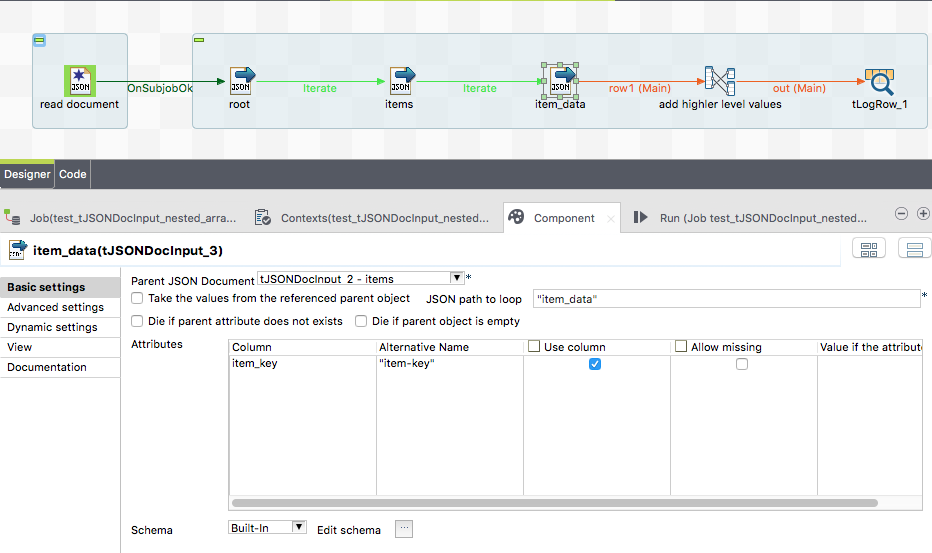 JSON JSON JSON JSON
OnSubjobOk Iterate Iterate row1 (Main) out (Main)
read document root items item_data add highler level values tLogRow_1
Designer Code
Job(test_tJSONDocInput_nested_arra... Contexts(test_tJSONDocInput_nested... Component Run (Job test_tJSONDocInput_nested...
item_data(tJSONDocInput_3)
Basic settings
Advanced settings
Dynamic settings
View
Documentation
Parent JSON Document tJSONDocInput_2 - items *
Take the values from the referenced parent object JSON path to loop "item_data" *
Die if parent attribute does not exists Die if parent object is empty
Attributes
Column Alternative Name Use column Allow missing Value if the attribut
item_key "item-key"
Schema Built-In Edit schema ...